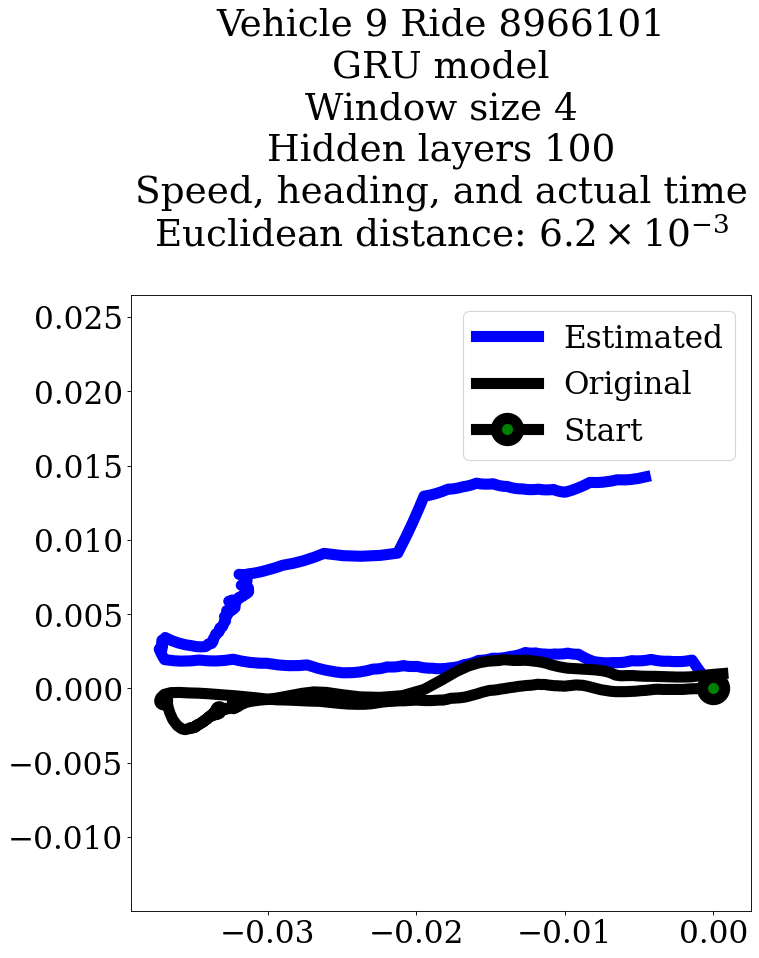 Vehicle 9 Ride 8966101
GRU model
Window size 4
Hidden layers 100
Speed, heading, and actual time
Euclidean distance: 6.2 × 10⁻³
Estimated
Original
Start
0.025
0.020
0.015
0.010
0.005
0.000
−0.005
−0.010
−0.03 −0.02 −0.01 0.00